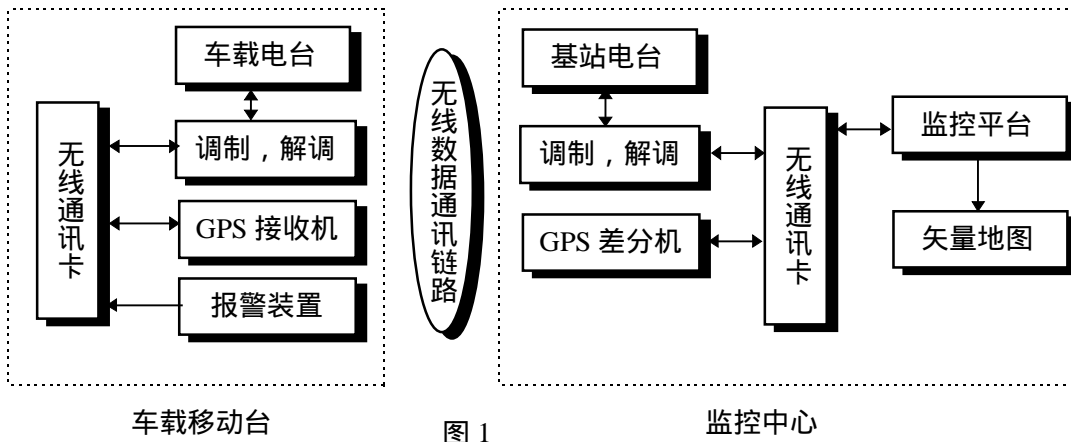 车载电台
调制，解调
无线通讯卡
GPS 接收机
报警装置
车载移动台
无线数据通讯链路
图 1
基站电台
调制，解调
GPS 差分机
无线通讯卡
监控平台
矢量地图
监控中心